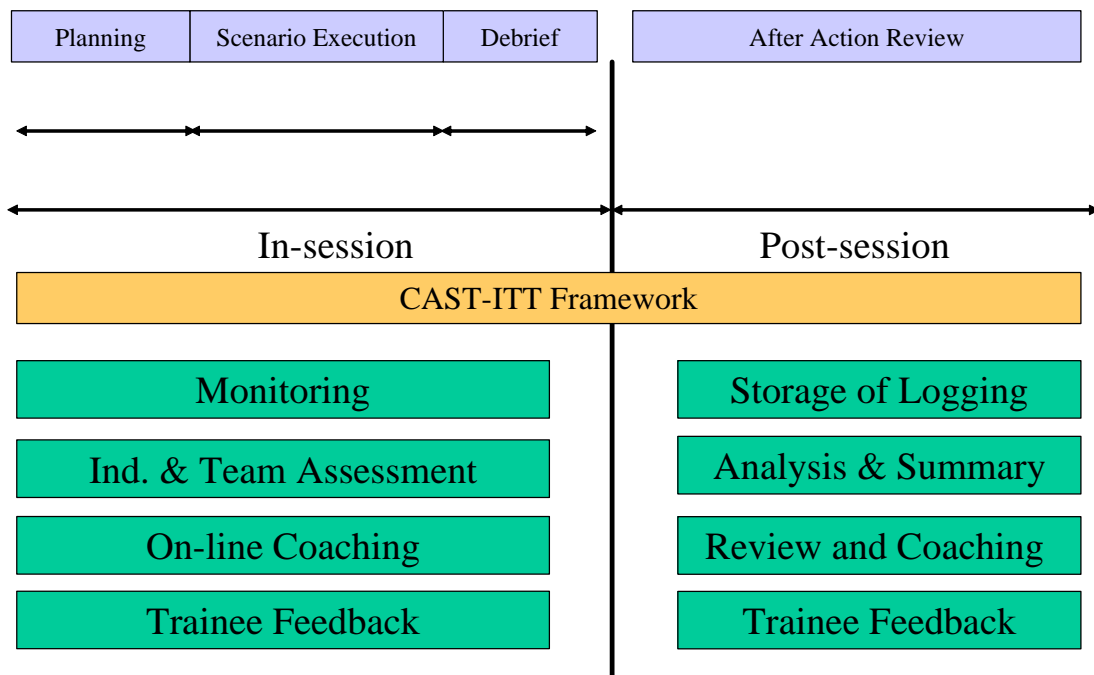 Planning
Scenario Execution
Debrief
After Action Review
In-session
Post-session
CAST-ITT Framework
Monitoring
Storage of Logging
Ind. & Team Assessment
Analysis & Summary
On-line Coaching
Review and Coaching
Trainee Feedback
Trainee Feedback